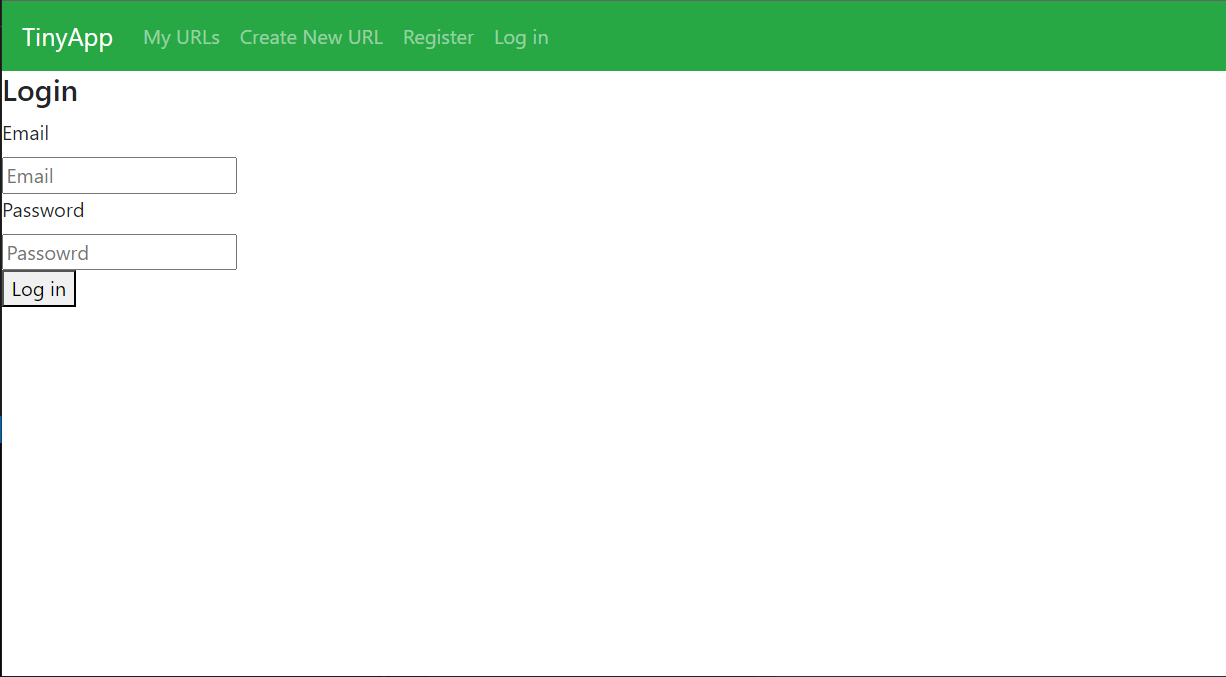 TinyApp My URLs Create New URL Register Log in
Login
Email
Email
Password
Passowrd
Log in